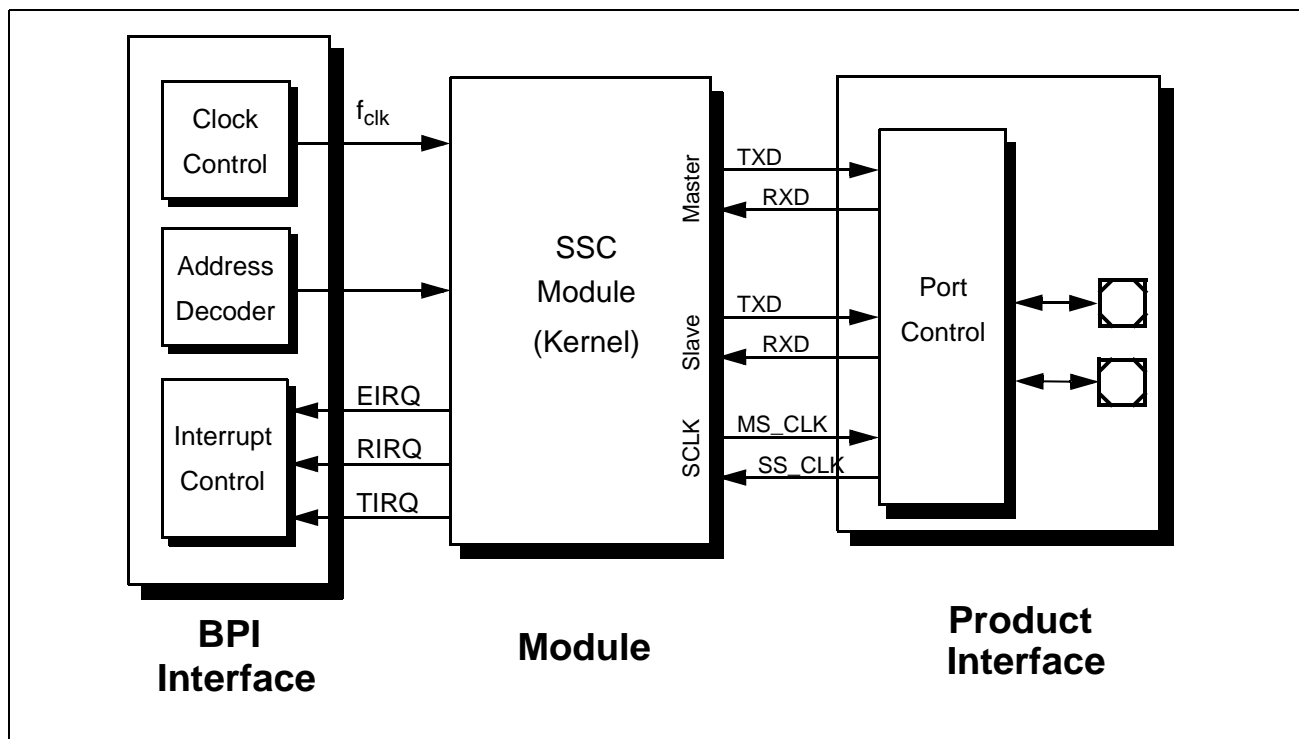 Clock
Control
f_clk
Address
Decoder
Interrupt
Control
EIRQ
RIRQ
TIRQ
SSC
Module
(Kernel)
Master
Slave
SCLK
TXD
RXD
TXD
RXD
MS_CLK
SS_CLK
Port
Control
BPI
Interface
Module
Product
Interface